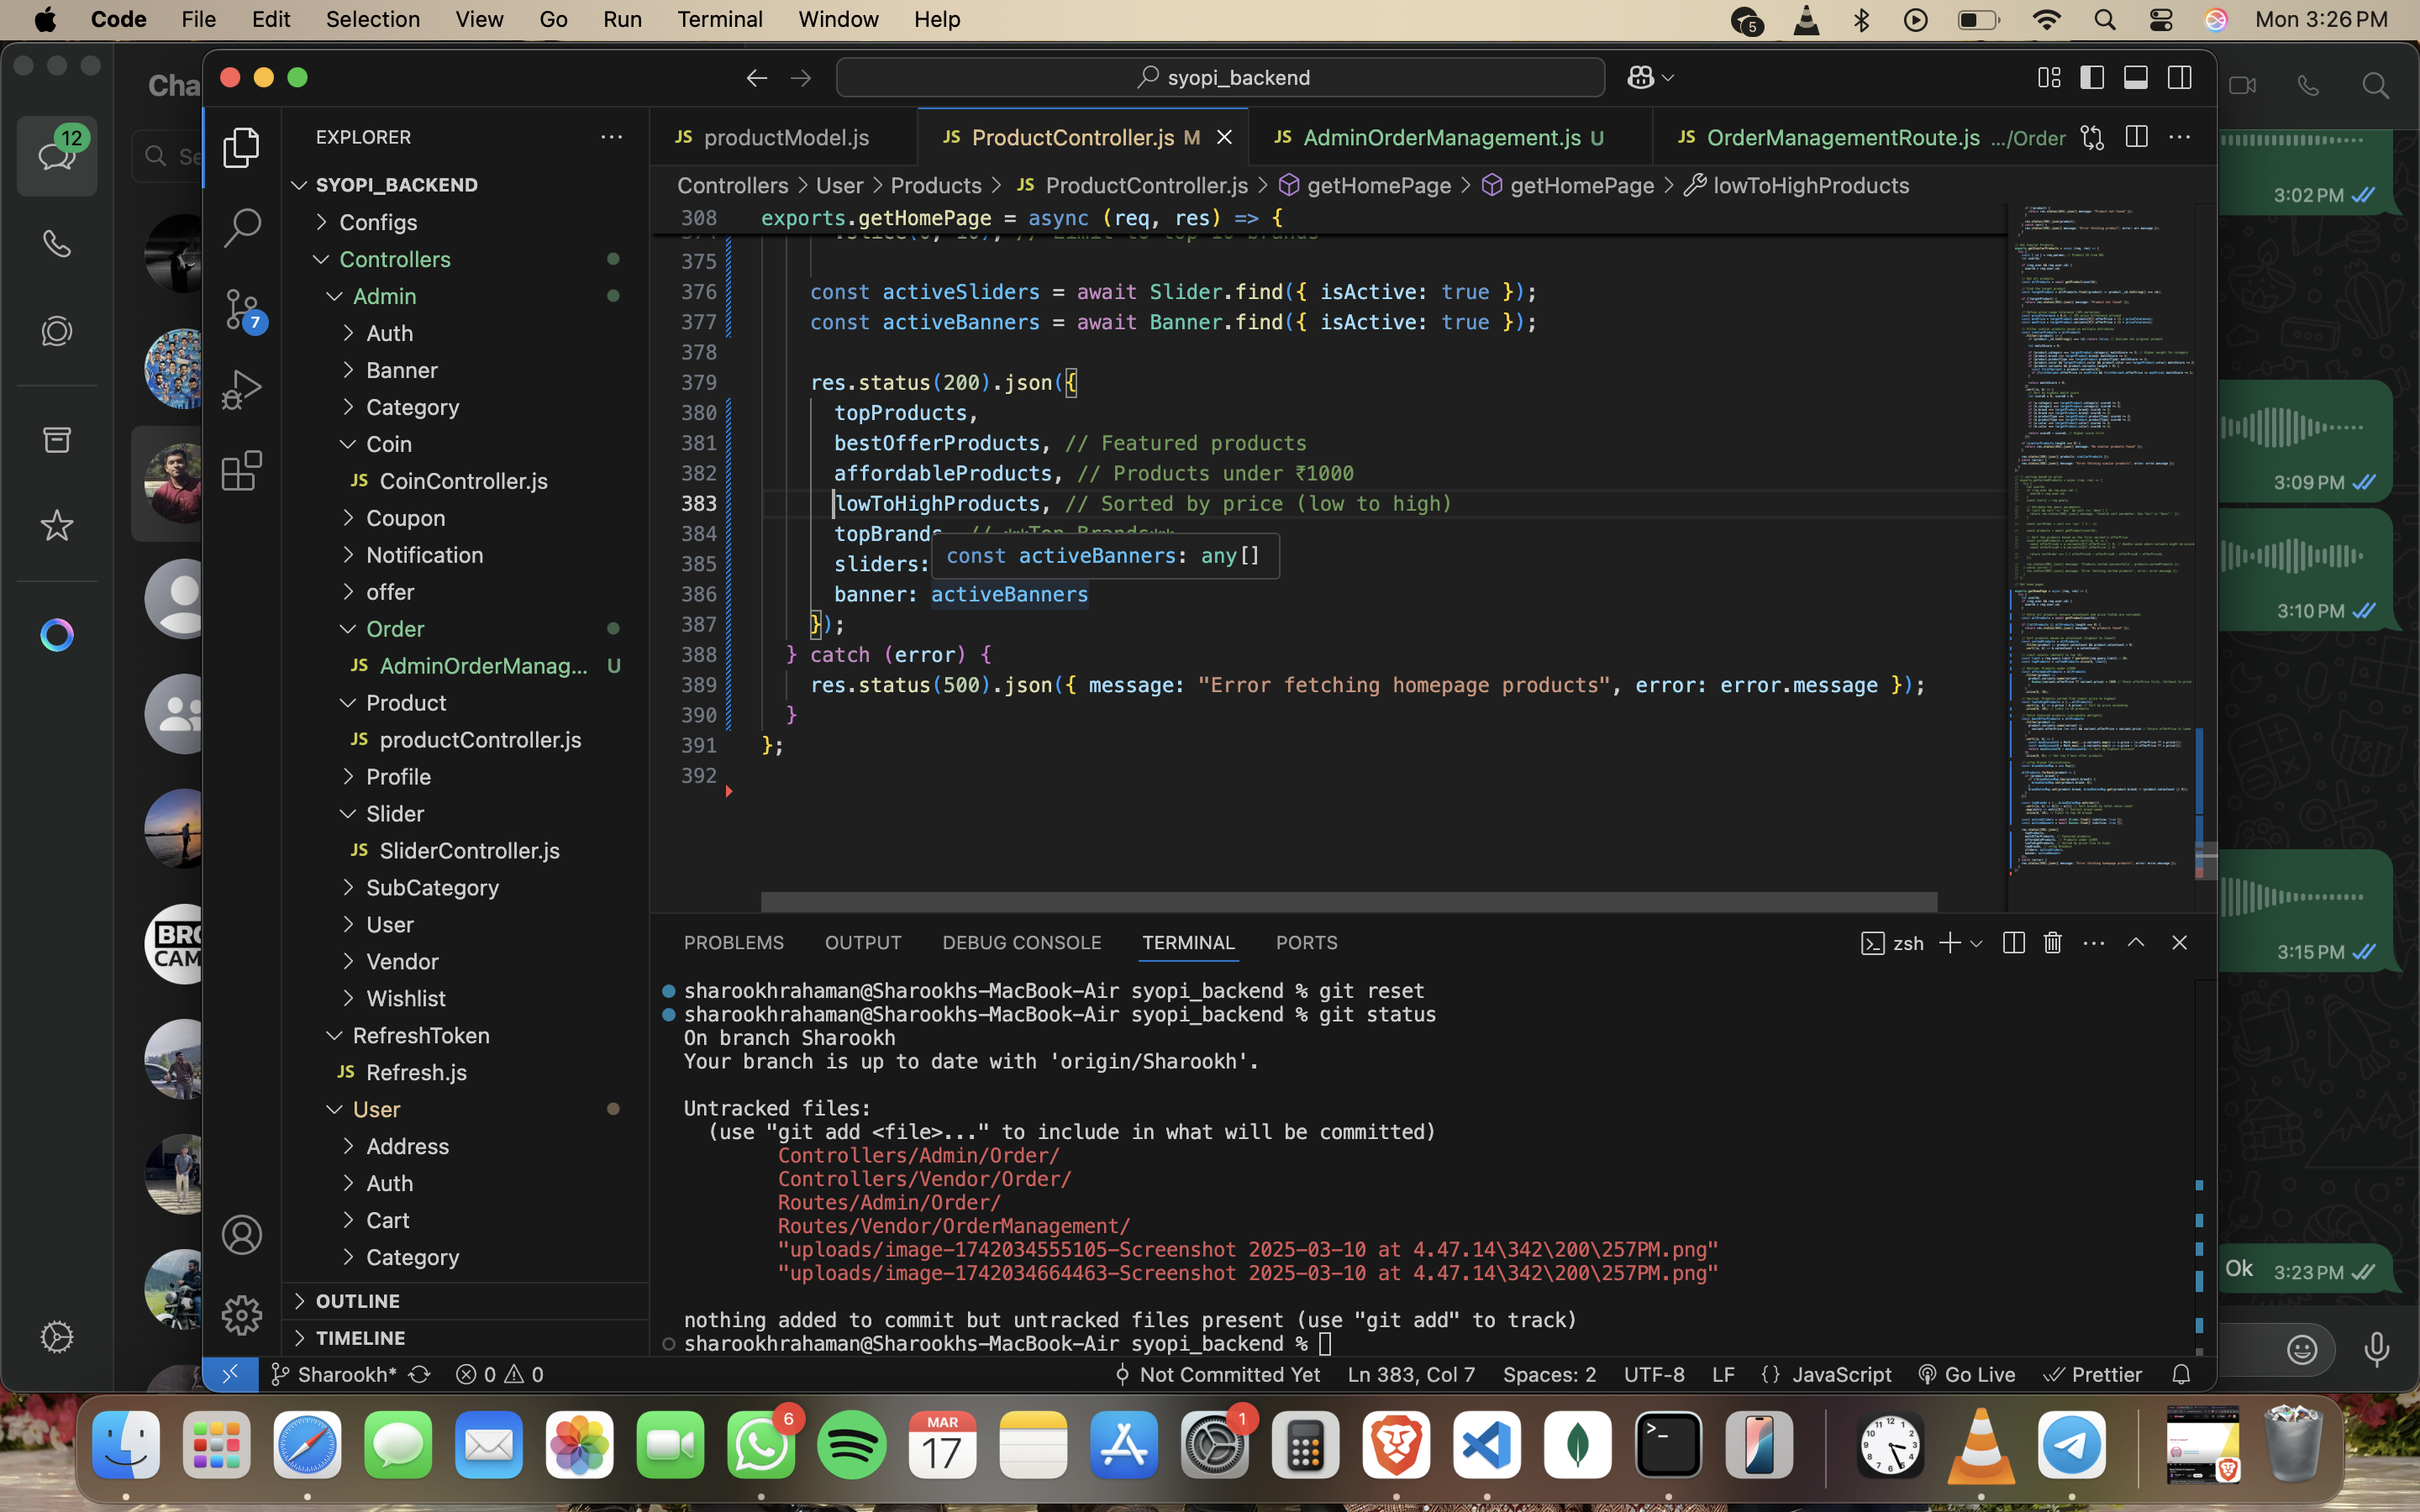 Code File Edit Selection View Go Run Terminal Window Help
5
Mon 3:26 PM
Cha
12
Se
syopi_backend
EXPLORER
SYOPI_BACKEND
Configs
Controllers
Admin
Auth
Banner
Category
Coin
JS CoinController.js
Coupon
Notification
offer
Order
JS AdminOrderManag... U
Product
JS productController.js
Profile
Slider
JS SliderController.js
SubCategory
User
Vendor
Wishlist
RefreshToken
JS Refresh.js
User
Address
Auth
Cart
Category
OUTLINE
TIMELINE
7
JS productModel.js
JS ProductController.js M
JS AdminOrderManagement.js U
JS OrderManagementRoute.js .../Order
Controllers > User > Products > JS ProductController.js > getHomePage > getHomePage > lowToHighProducts
308 exports.getHomePage = async (req, res) => {
375
376 const activeSliders = await Slider.find({ isActive: true });
377 const activeBanners = await Banner.find({ isActive: true });
378
379 res.status(200).json({
380 topProducts,
381 bestOfferProducts, // Featured products
382 affordableProducts, // Products under ₹1000
383 lowToHighProducts, // Sorted by price (low to high)
384 topBrands // **Top Brands**
const activeBanners: any[]
385 sliders:
386 banner: activeBanners
387 });
388 } catch (error) {
389 res.status(500).json({ message: "Error fetching homepage products", error: error.message });
390 }
391 };
392
PROBLEMS OUTPUT DEBUG CONSOLE TERMINAL PORTS
zsh
sharookhrahaman@Sharookhs-MacBook-Air syopi_backend % git reset
sharookhrahaman@Sharookhs-MacBook-Air syopi_backend % git status
On branch Sharookh
Your branch is up to date with 'origin/Sharookh'.
Untracked files:
(use "git add <file>..." to include in what will be committed)
Controllers/Admin/Order/
Controllers/Vendor/Order/
Routes/Admin/Order/
Routes/Vendor/OrderManagement/
"uploads/image-1742034555105-Screenshot 2025-03-10 at 4.47.14\342\200\257PM.png"
"uploads/image-1742034664463-Screenshot 2025-03-10 at 4.47.14\342\200\257PM.png"
nothing added to commit but untracked files present (use "git add" to track)
sharookhrahaman@Sharookhs-MacBook-Air syopi_backend %
Sharookh* 0 0
Not Committed Yet Ln 383, Col 7 Spaces: 2 UTF-8 LF {} JavaScript Go Live Prettier
3:02 PM
3:09 PM
3:10 PM
3:15 PM
Ok 3:23 PM
BRO
CAM
6
MAR
17
1